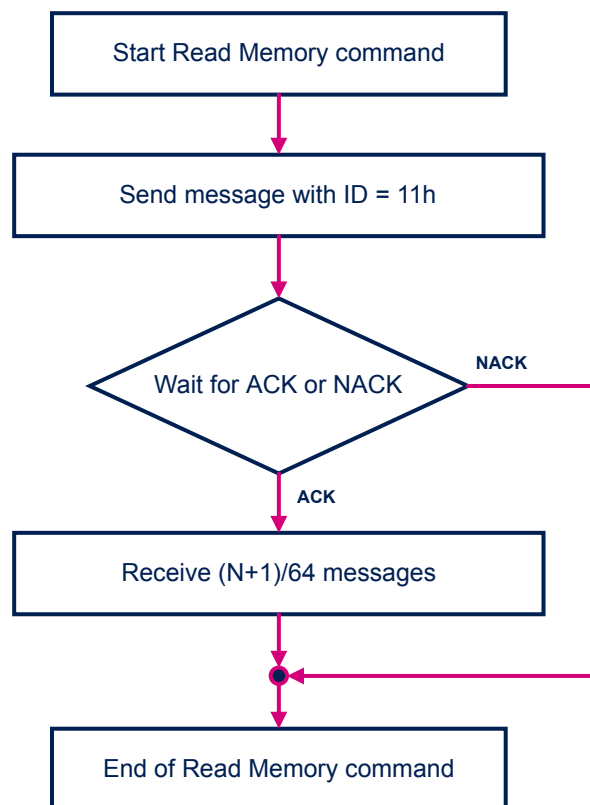 Start Read Memory command
Send message with ID = 11h
Wait for ACK or NACK
NACK
ACK
Receive (N+1)/64 messages
End of Read Memory command